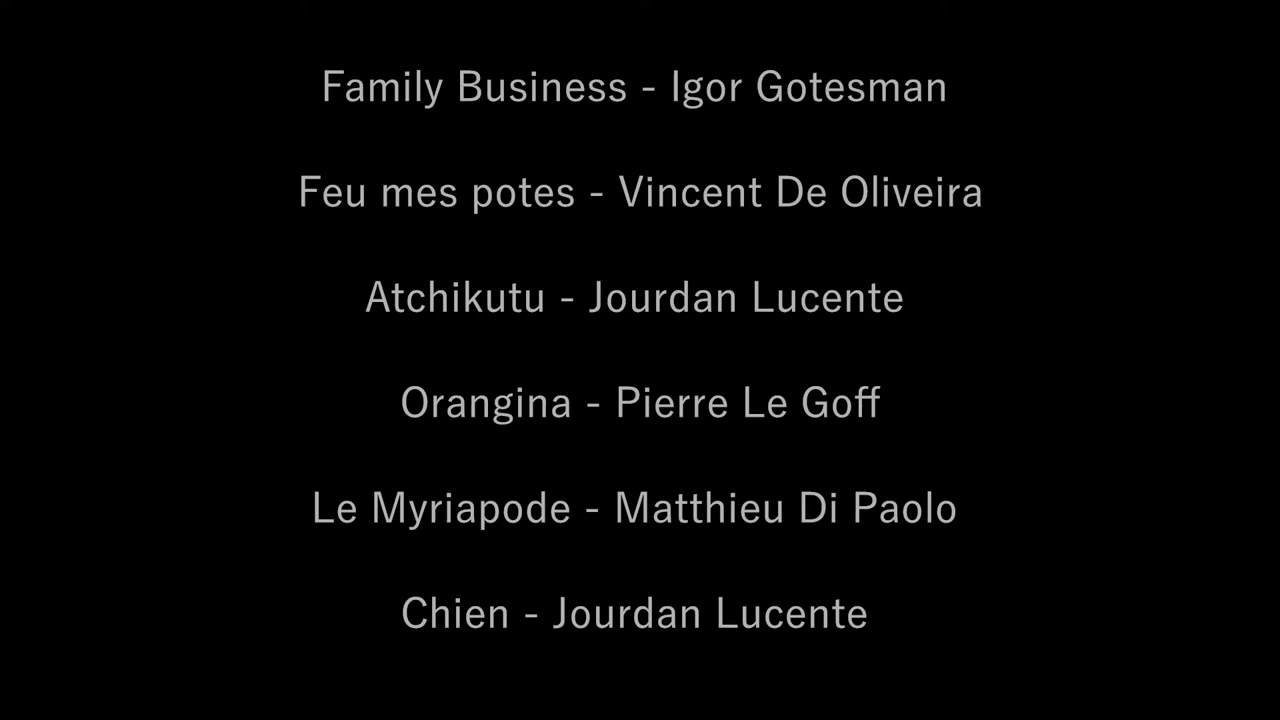 Family Business - Igor Gotesman
Feu mes potes - Vincent De Oliveira
Atchikutu - Jourdan Lucente
Orangina - Pierre Le Goff
Le Myriapode - Matthieu Di Paolo
Chien - Jourdan Lucente